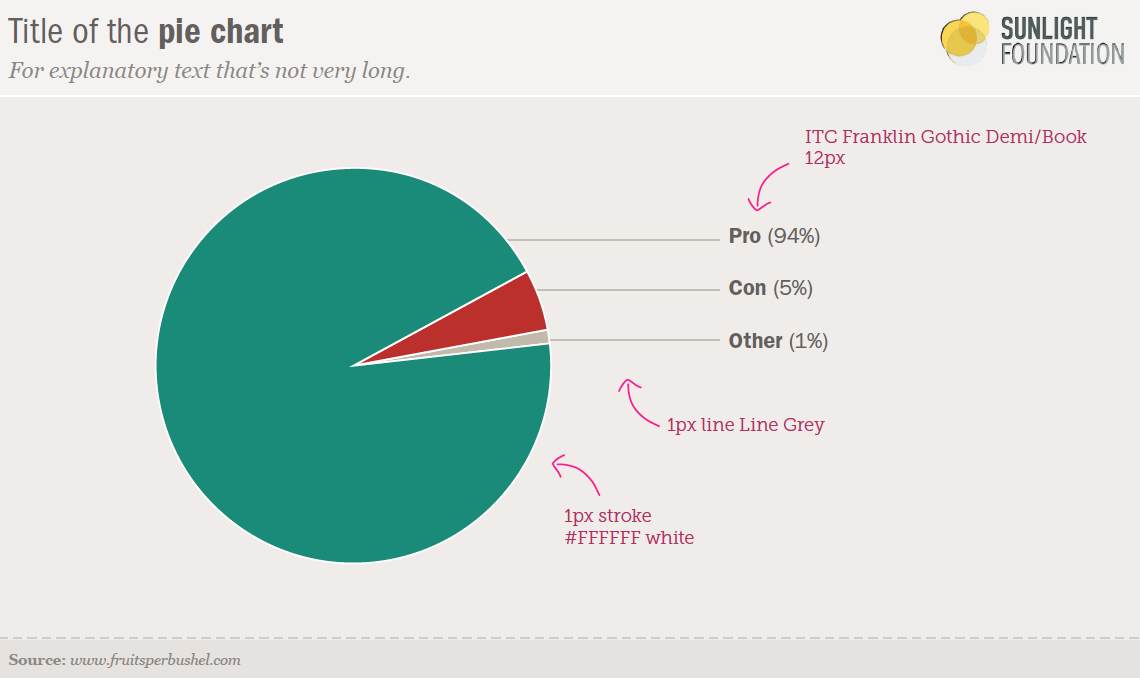 Title of the pie chart
For explanatory text that's not very long.
SUNLIGHT
FOUNDATION
ITC Franklin Gothic Demi/Book
12px
Pro (94%)
Con (5%)
Other (1%)
1px line Line Grey
1px stroke
#FFFFFF white
Source: www.fruitsperbushel.com